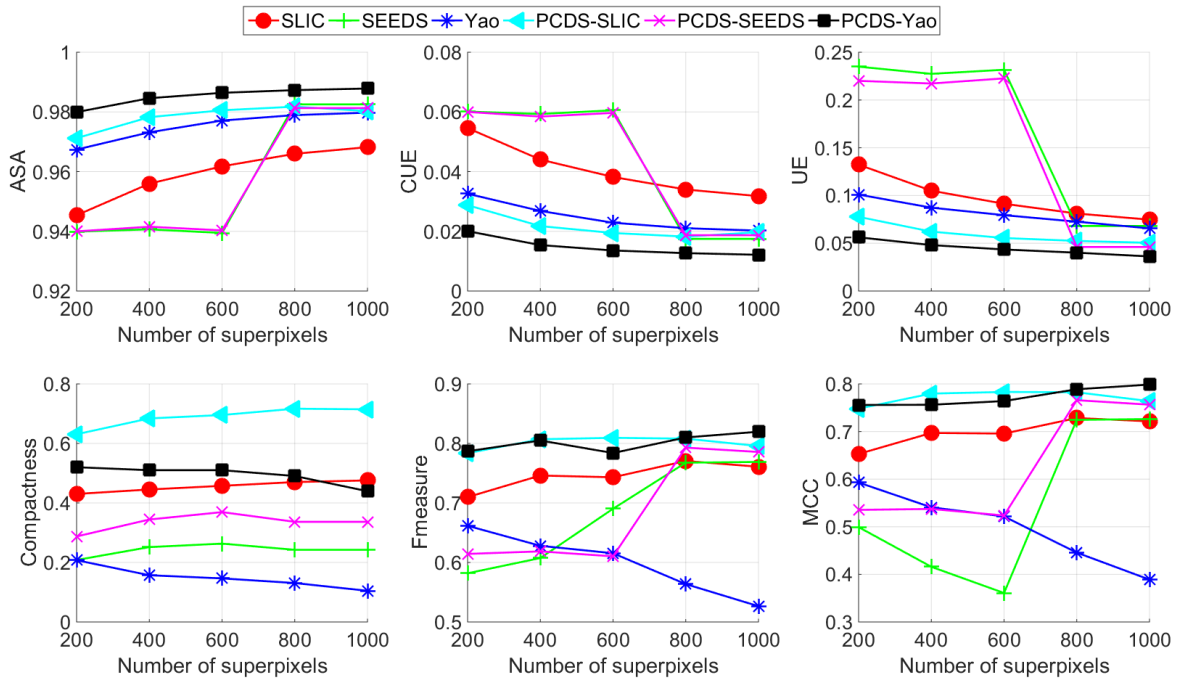 SLIC SEEDS Yao PCDS-SLIC PCDS-SEEDS PCDS-Yao
1
0.98
0.96
0.94
0.92
ASA
200 400 600 800 1000
Number of superpixels
0.08
0.06
0.04
0.02
0
CUE
200 400 600 800 1000
Number of superpixels
0.25
0.2
0.15
0.1
0.05
0
UE
200 400 600 800 1000
Number of superpixels
0.8
0.6
0.4
0.2
0
Compactness
200 400 600 800 1000
Number of superpixels
0.9
0.8
0.7
0.6
0.5
Fmeasure
200 400 600 800 1000
Number of superpixels
0.8
0.7
0.6
0.5
0.4
0.3
MCC
200 400 600 800 1000
Number of superpixels